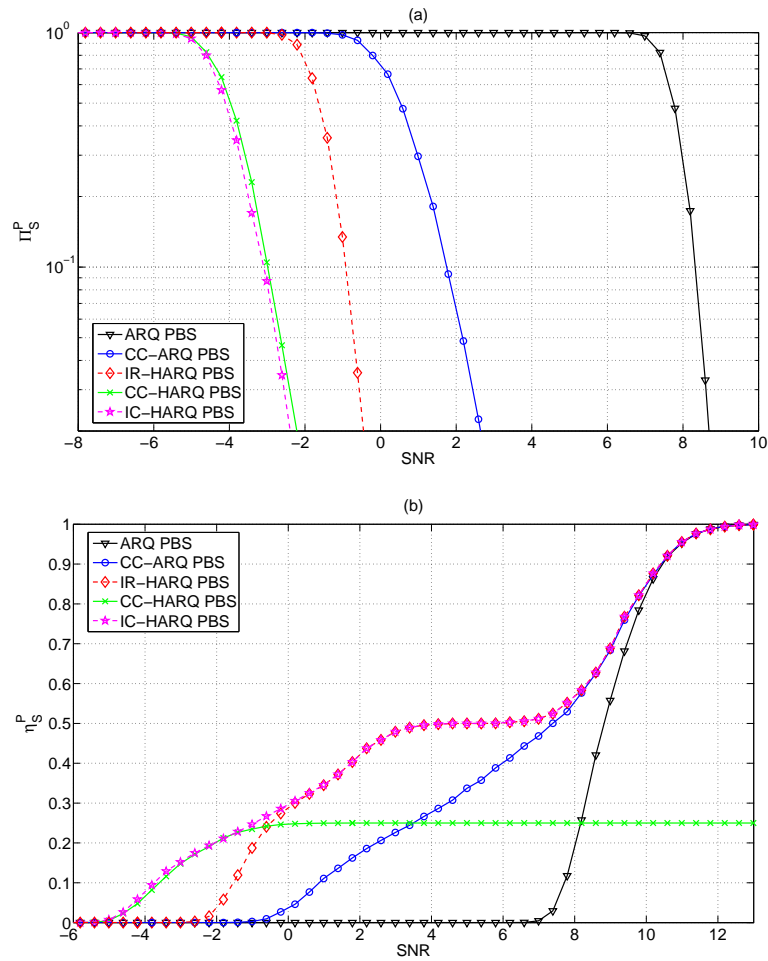 (a)
10⁰
10⁻¹
Π_S^P
ARQ PBS
CC−ARQ PBS
IR−HARQ PBS
CC−HARQ PBS
IC−HARQ PBS
−8 −6 −4 −2 0 2 4 6 8 10
SNR
(b)
1
0.9
0.8
0.7
0.6
0.5
0.4
0.3
0.2
0.1
0
η_S^P
ARQ PBS
CC−ARQ PBS
IR−HARQ PBS
CC−HARQ PBS
IC−HARQ PBS
−6 −4 −2 0 2 4 6 8 10 12
SNR